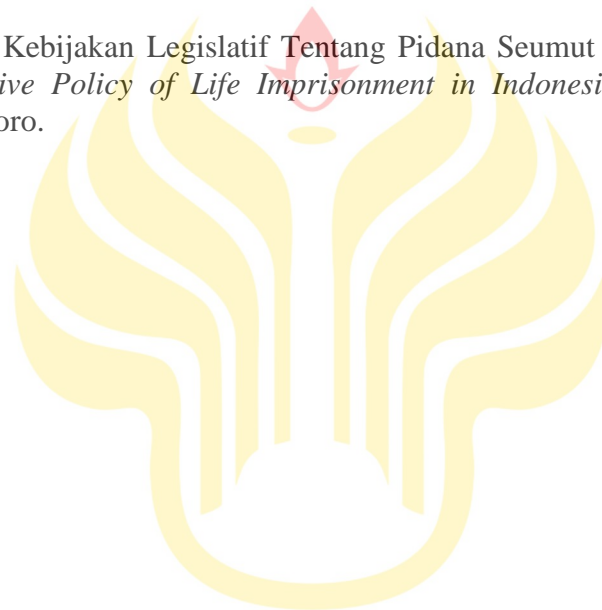 Kebijakan Legislatif Tentang Pidana Seumut
ive Policy of Life Imprisonment in Indonesi
oro.